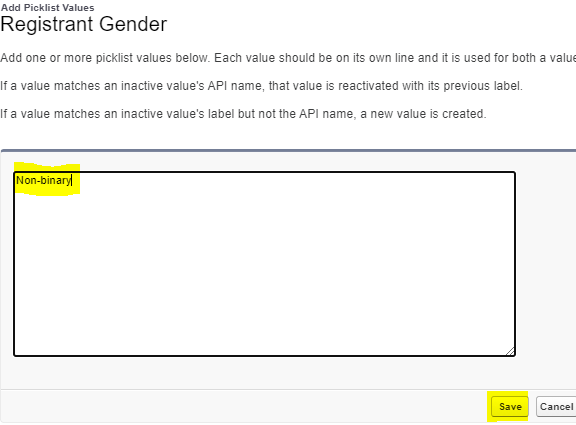 Add Picklist Values
Registrant Gender
Add one or more picklist values below. Each value should be on its own line and it is used for both a value
If a value matches an inactive value's API name, that value is reactivated with its previous label.
If a value matches an inactive value's label but not the API name, a new value is created.
Non-binary
Save Cancel